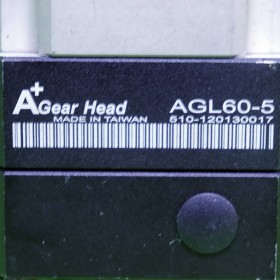 A+ Gear Head AGL60-5
MADE IN TAIWAN 510-120130017